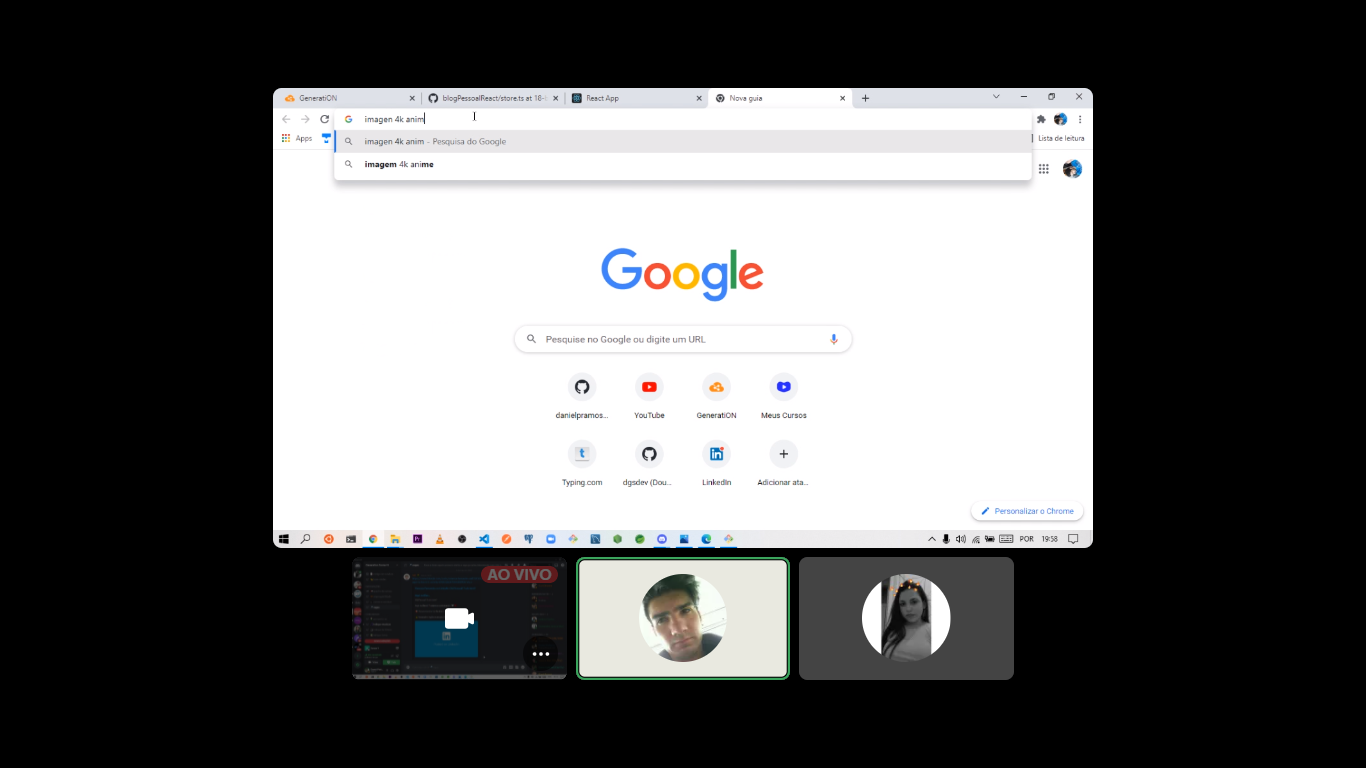 GeneratiON
blogPessoalReact/store.ts at 18-
React App
Nova guia
imagen 4k anim
Apps
Lista de leitura
imagen 4k anim - Pesquisa do Google
imagem 4k anime
Google
Pesquise no Google ou digite um URL
danielpramos...
YouTube
GeneratiON
Meus Cursos
Typing.com
dgsdev (Dou...
LinkedIn
Adicionar ata...
Personalizar o Chrome
POR
19:58
AO VIVO